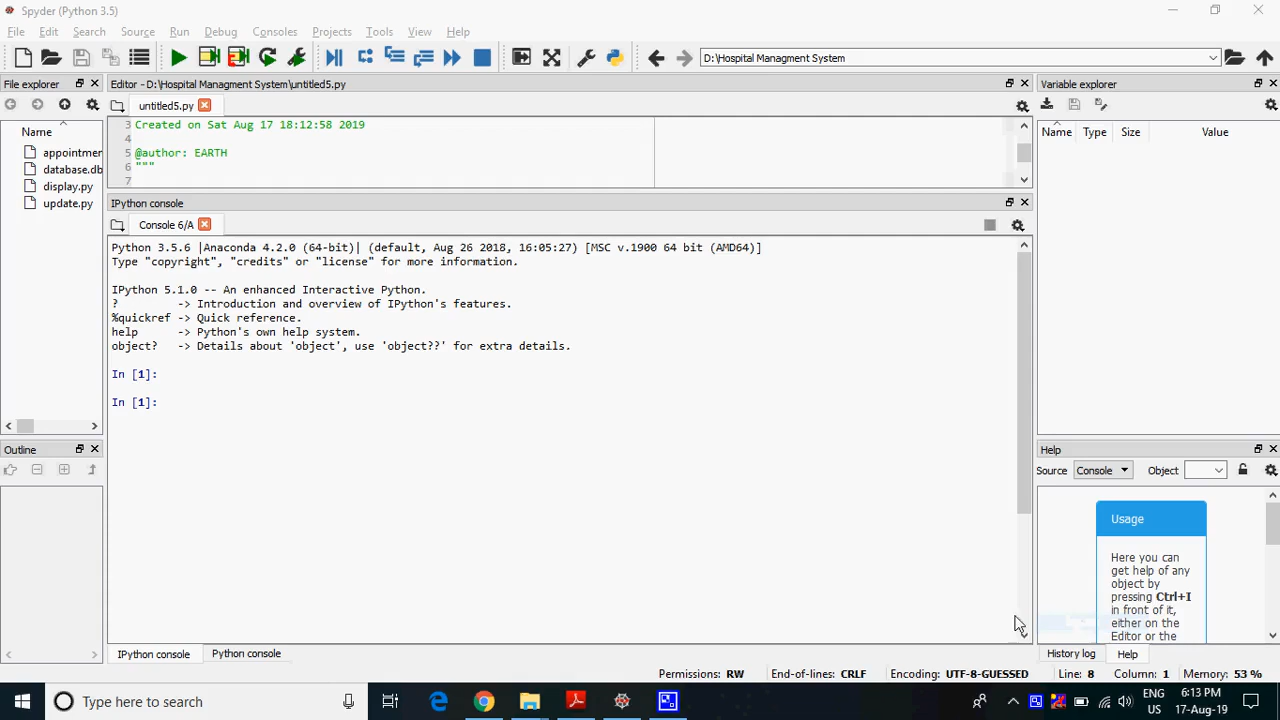 Spyder (Python 3.5)
File Edit Search Source Run Debug Consoles Projects Tools View Help
D:\Hospital Managment System
File explorer
Name
appointmer
database.db
display.py
update.py
Outline
Editor - D:\Hospital Managment System\untitled5.py
untitled5.py
3 Created on Sat Aug 17 18:12:58 2019
4
5 @author: EARTH
6 """
7
IPython console
Console 6/A
Python 3.5.6 |Anaconda 4.2.0 (64-bit)| (default, Aug 26 2018, 16:05:27) [MSC v.1900 64 bit (AMD64)]
Type "copyright", "credits" or "license" for more information.
IPython 5.1.0 -- An enhanced Interactive Python.
? -> Introduction and overview of IPython's features.
%quickref -> Quick reference.
help -> Python's own help system.
object? -> Details about 'object', use 'object??' for extra details.
In [1]:
In [1]:
IPython console Python console
Variable explorer
Name Type Size Value
Help
Source Console Object
Usage
Here you can
get help of any
object by
pressing Ctrl+I
in front of it,
either on the
Editor or the
History log Help
Permissions: RW End-of-lines: CRLF Encoding: UTF-8-GUESSED Line: 8 Column: 1 Memory: 53 %
Type here to search
ENG
US
6:13 PM
17-Aug-19